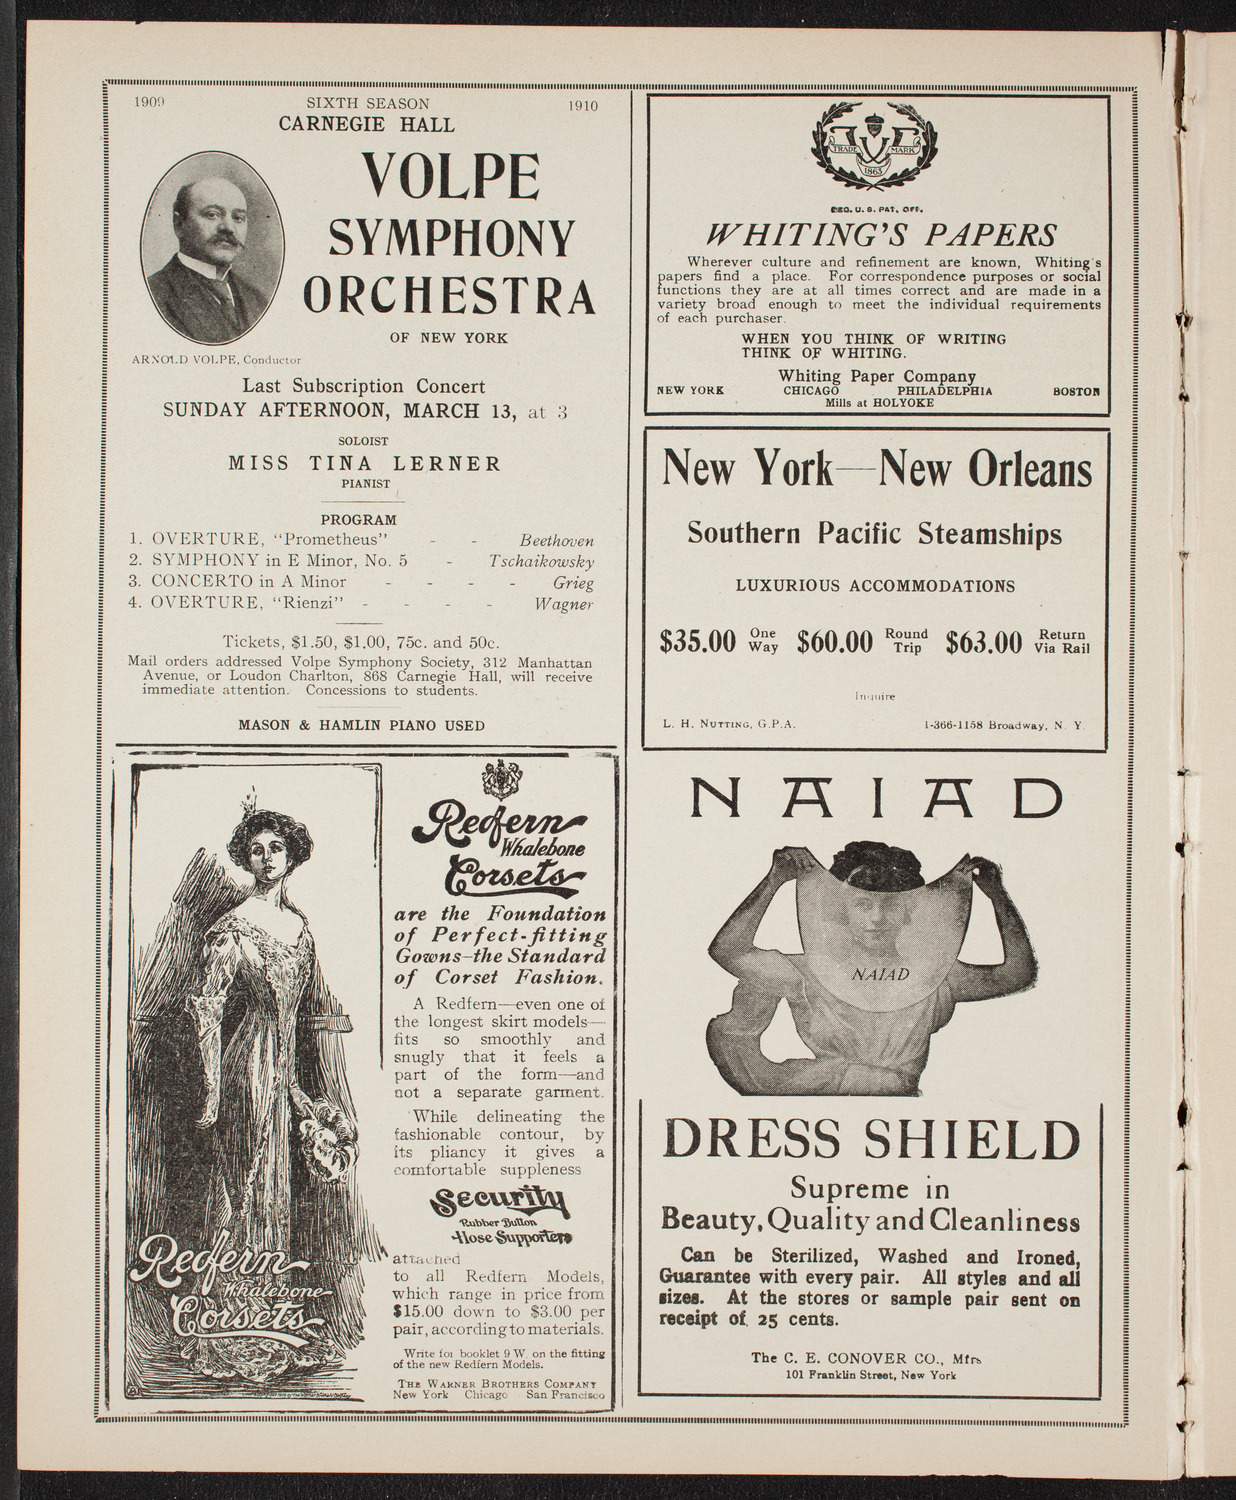 1909 SIXTH SEASON 1910
CARNEGIE HALL
VOLPE
SYMPHONY
ORCHESTRA
OF NEW YORK
ARNOLD VOLPE, Conductor
Last Subscription Concert
SUNDAY AFTERNOON, MARCH 13, at 3
SOLOIST
MISS TINA LERNER
PIANIST
PROGRAM
1. OVERTURE, "Prometheus" - - Beethoven
2. SYMPHONY in E Minor, No. 5 - Tschaikowsky
3. CONCERTO in A Minor - - - - Grieg
4. OVERTURE, "Rienzi" - - - - Wagner
Tickets, $1.50, $1.00, 75c. and 50c.
Mail orders addressed Volpe Symphony Society, 312 Manhattan
Avenue, or Loudon Charlton, 868 Carnegie Hall, will receive
immediate attention. Concessions to students.
MASON & HAMLIN PIANO USED
TRADE MARK
1865
REG. U. S. PAT. OFF.
WHITING'S PAPERS
Wherever culture and refinement are known, Whiting's
papers find a place. For correspondence purposes or social
functions they are at all times correct and are made in a
variety broad enough to meet the individual requirements
of each purchaser.
WHEN YOU THINK OF WRITING
THINK OF WHITING.
Whiting Paper Company
NEW YORK CHICAGO PHILADELPHIA BOSTON
Mills at HOLYOKE
New York—New Orleans
Southern Pacific Steamships
LUXURIOUS ACCOMMODATIONS
$35.00 One Way $60.00 Round Trip $63.00 Return Via Rail
Inquire
L. H. NUTTING, G.P.A. 1-366-1158 Broadway, N. Y.
Redfern
Whalebone
Corsets
are the Foundation
of Perfect-fitting
Gowns—the Standard
of Corset Fashion.
A Redfern—even one of
the longest skirt models—
fits so smoothly and
snugly that it feels a
part of the form—and
not a separate garment.
While delineating the
fashionable contour, by
its pliancy it gives a
comfortable suppleness
Security
Rubber Button
Hose Supporters
attached
to all Redfern Models,
which range in price from
$15.00 down to $3.00 per
pair, according to materials.
Write for booklet 9 W. on the fitting
of the new Redfern Models.
THE WARNER BROTHERS COMPANY
New York Chicago San Francisco
Redfern
Whalebone
Corsets
NAIAD
NAIAD
DRESS SHIELD
Supreme in
Beauty, Quality and Cleanliness
Can be Sterilized, Washed and Ironed,
Guarantee with every pair. All styles and all
sizes. At the stores or sample pair sent on
receipt of 25 cents.
The C. E. CONOVER CO., Mfrs
101 Franklin Street, New York